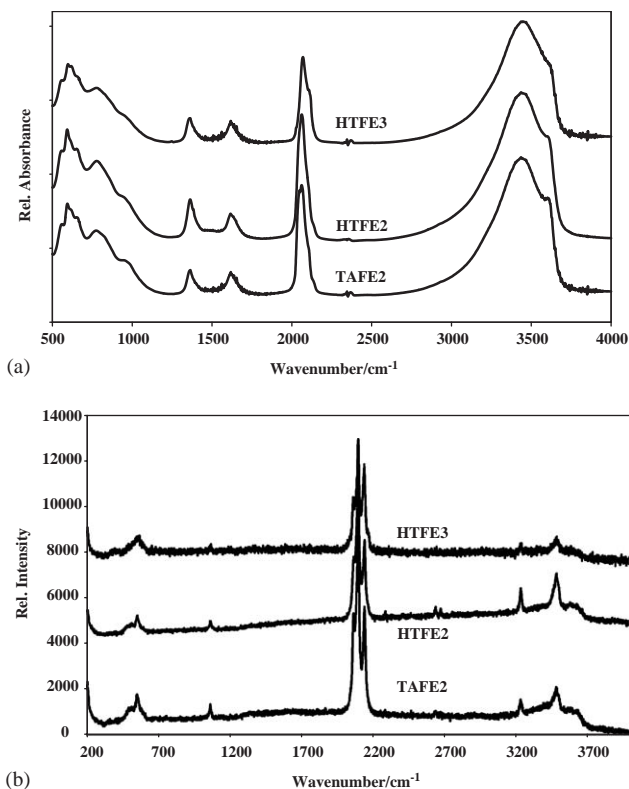 Rel. Absorbance
HTFE3
HTFE2
TAFE2
500 1000 1500 2000 2500 3000 3500 4000
(a)
Wavenumber/cm-1
14000
12000
10000
8000
6000
4000
2000
0
Rel. Intensity
HTFE3
HTFE2
TAFE2
200 700 1200 1700 2200 2700 3200 3700
(b)
Wavenumber/cm-1